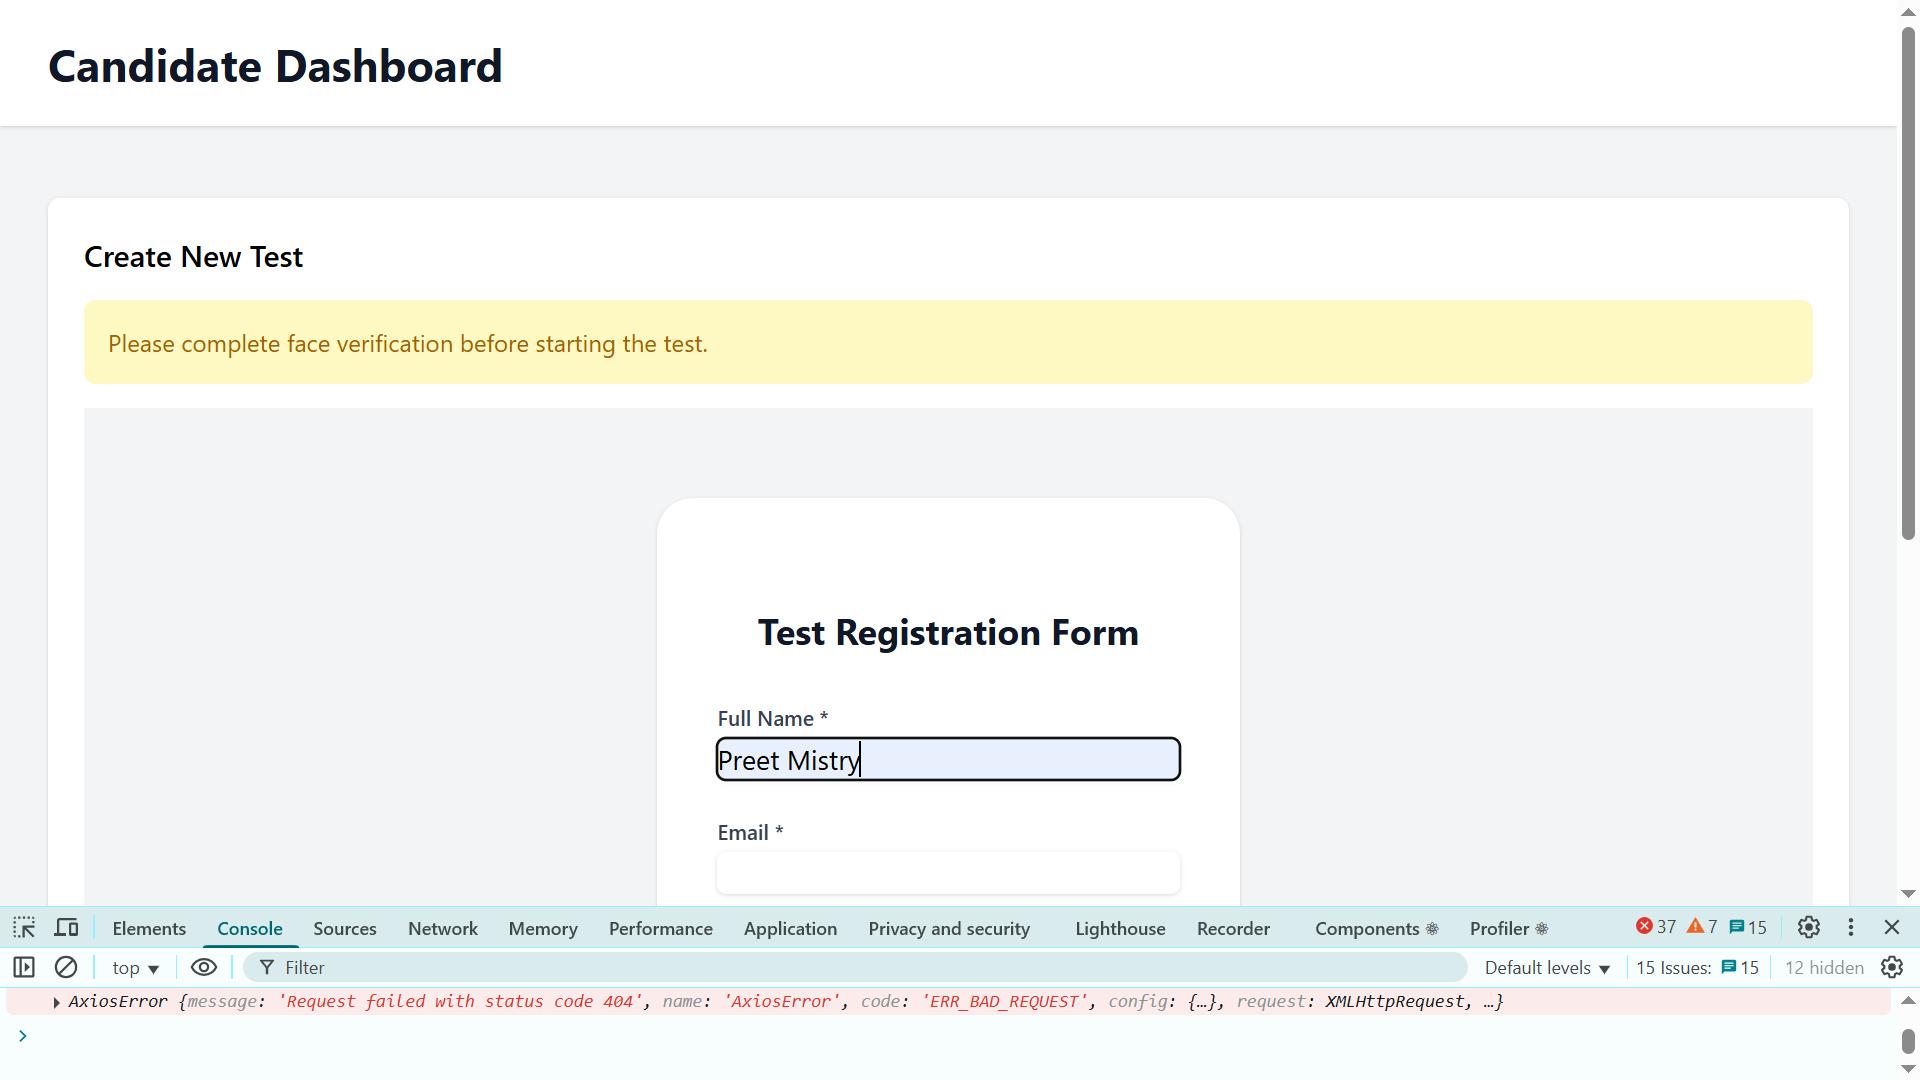 Candidate Dashboard
Create New Test
Please complete face verification before starting the test.
Test Registration Form
Full Name *
Preet Mistry
Email *
Elements Console Sources Network Memory Performance Application Privacy and security Lighthouse Recorder Components ⚛ Profiler ⚛ 37 7 15
top Filter Default levels 15 Issues: 15 12 hidden
AxiosError {message: 'Request failed with status code 404', name: 'AxiosError', code: 'ERR_BAD_REQUEST', config: {…}, request: XMLHttpRequest, …}